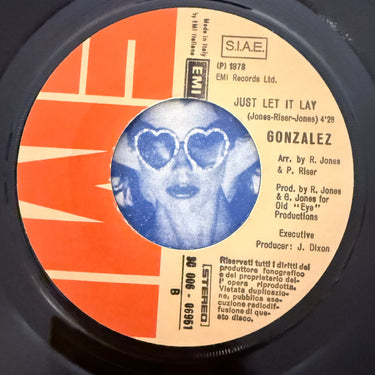 EMI
Made in Italy
by EMI Italiana
EMI
S.I.A.E.
(P) 1978
EMI Records Ltd.
JUST LET IT LAY
(Jones-Riser-Jones) 4'28
GONZALEZ
Arr. by R. Jones
& P. Riser
Prod. by R. Jones
& G. Jones for
Old "Eye"
Productions
Executive
Producer: J. Dixon
Riservati tutti i diritti del
produttore fonografico
e del proprietario del-
l' opera riprodotta.
Vietata duplicazio-
ne, pubblica ese-
cuzione radiodif-
fusione di que-
sto disco.
STEREO
3C 006 - 06961
B